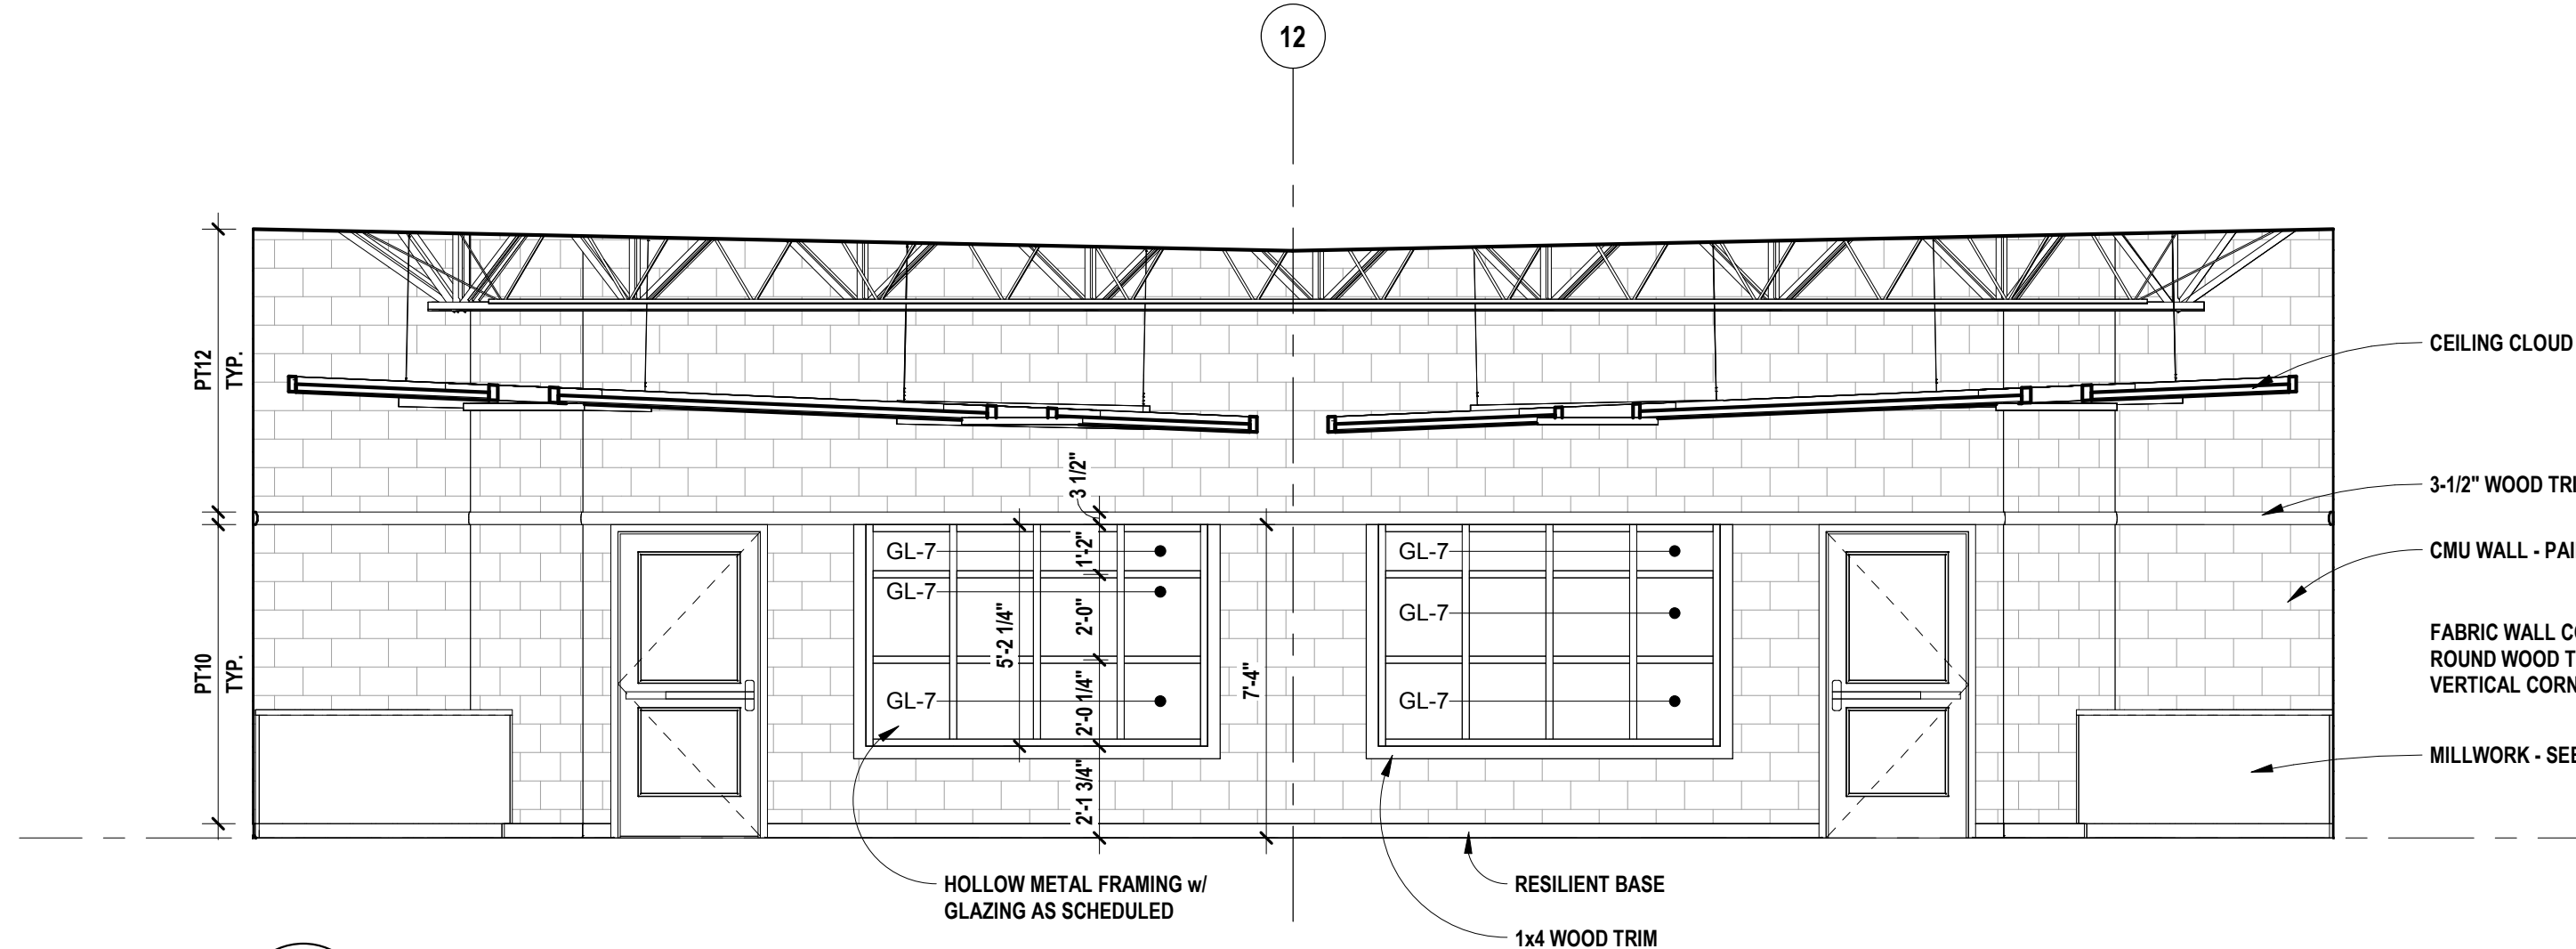 12
PT12
TYP.
PT10
TYP.
3 1/2"
1'-2"
2'-0"
2'-0 1/4"
2'-1 3/4"
5'-2 1/4"
7'-4"
GL-7
GL-7
GL-7
GL-7
GL-7
GL-7
CEILING CLOUD
3-1/2" WOOD TRI
CMU WALL - PAI
FABRIC WALL CO
ROUND WOOD T
VERTICAL CORN
MILLWORK - SEE
HOLLOW METAL FRAMING w/
GLAZING AS SCHEDULED
RESILIENT BASE
1x4 WOOD TRIM